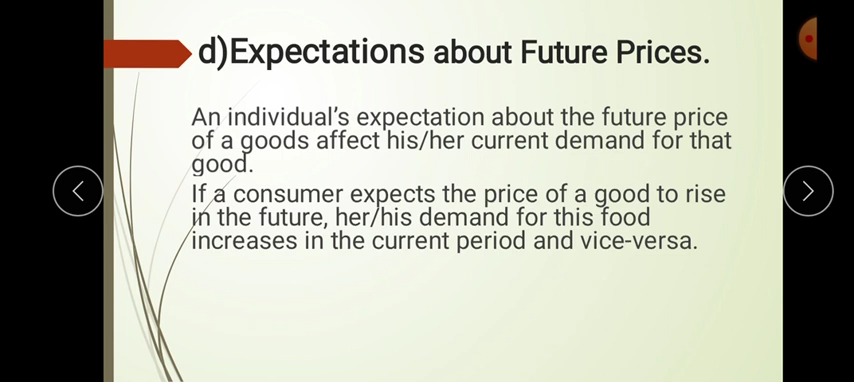 d)Expectations about Future Prices.
An individual's expectation about the future price
of a goods affect his/her current demand for that
good.
If a consumer expects the price of a good to rise
in the future, her/his demand for this food
increases in the current period and vice-versa.